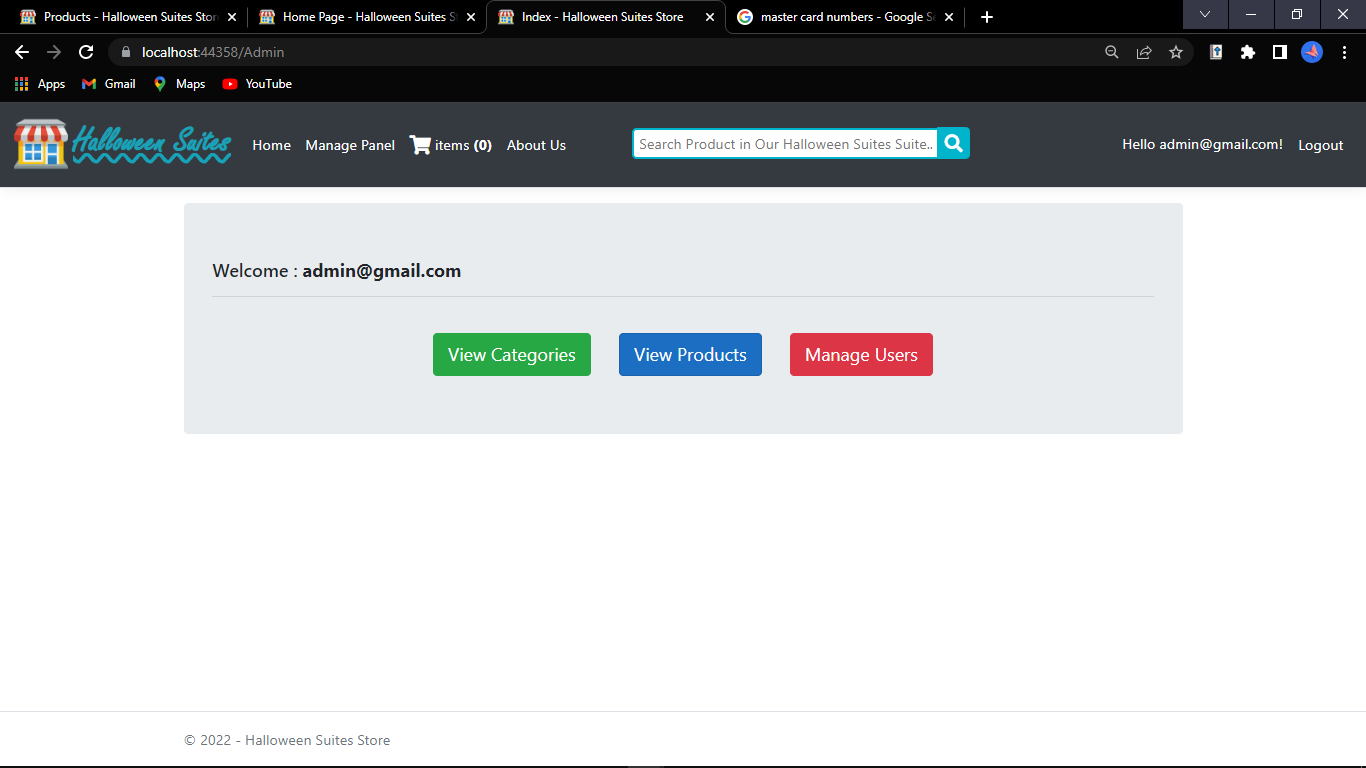 Products - Halloween Suites Stor
Home Page - Halloween Suites S
Index - Halloween Suites Store
master card numbers - Google Se
localhost:44358/Admin
Apps
Gmail
Maps
YouTube
Halloween Suites
Home
Manage Panel
items (0)
About Us
Search Product in Our Halloween Suites Suite..
Hello admin@gmail.com!
Logout
Welcome : admin@gmail.com
View Categories
View Products
Manage Users
© 2022 - Halloween Suites Store